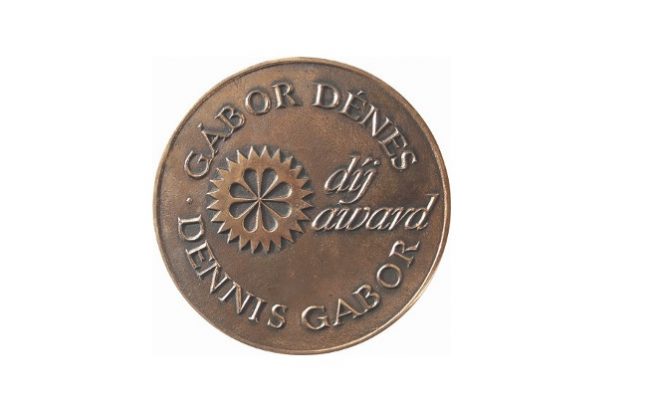 GÁBOR DÉNES
díj
award
· DENNIS GABOR